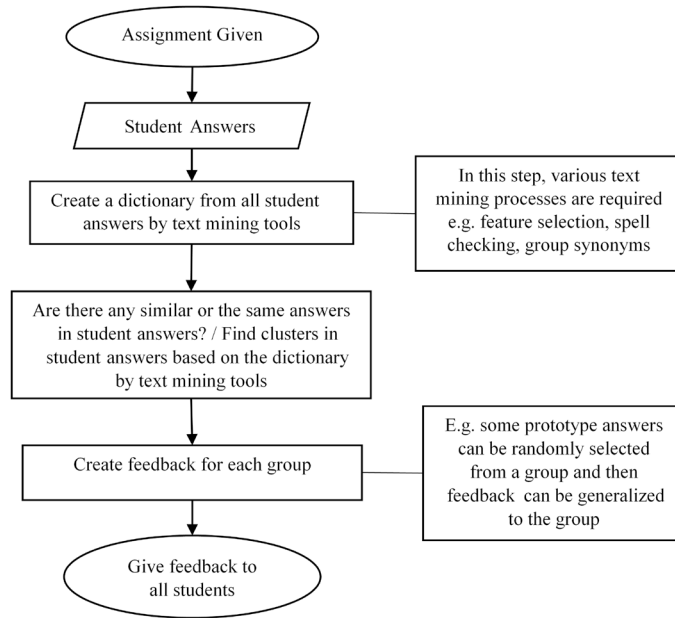 Assignment Given
Student Answers
Create a dictionary from all student
answers by text mining tools
In this step, various text
mining processes are required
e.g. feature selection, spell
checking, group synonyms
Are there any similar or the same answers
in student answers? / Find clusters in
student answers based on the dictionary
by text mining tools
Create feedback for each group
E.g. some prototype answers
can be randomly selected
from a group and then
feedback can be generalized
to the group
Give feedback to
all students